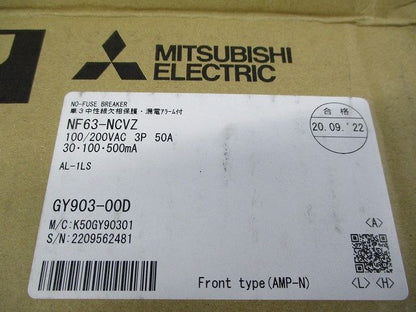 MITSUBISHI
ELECTRIC
NO-FUSE BREAKER
単3中性線欠相保護・漏電ｱﾗｰﾑ付
NF63-NCVZ
100/200VAC 3P 50A
30・100・500mA
AL-1LS
合格
20.09.'22
GY903-00D
M/C:K50GY90301
S/N:2209562481
<A>
Front type(AMP-N)
<L> <H>